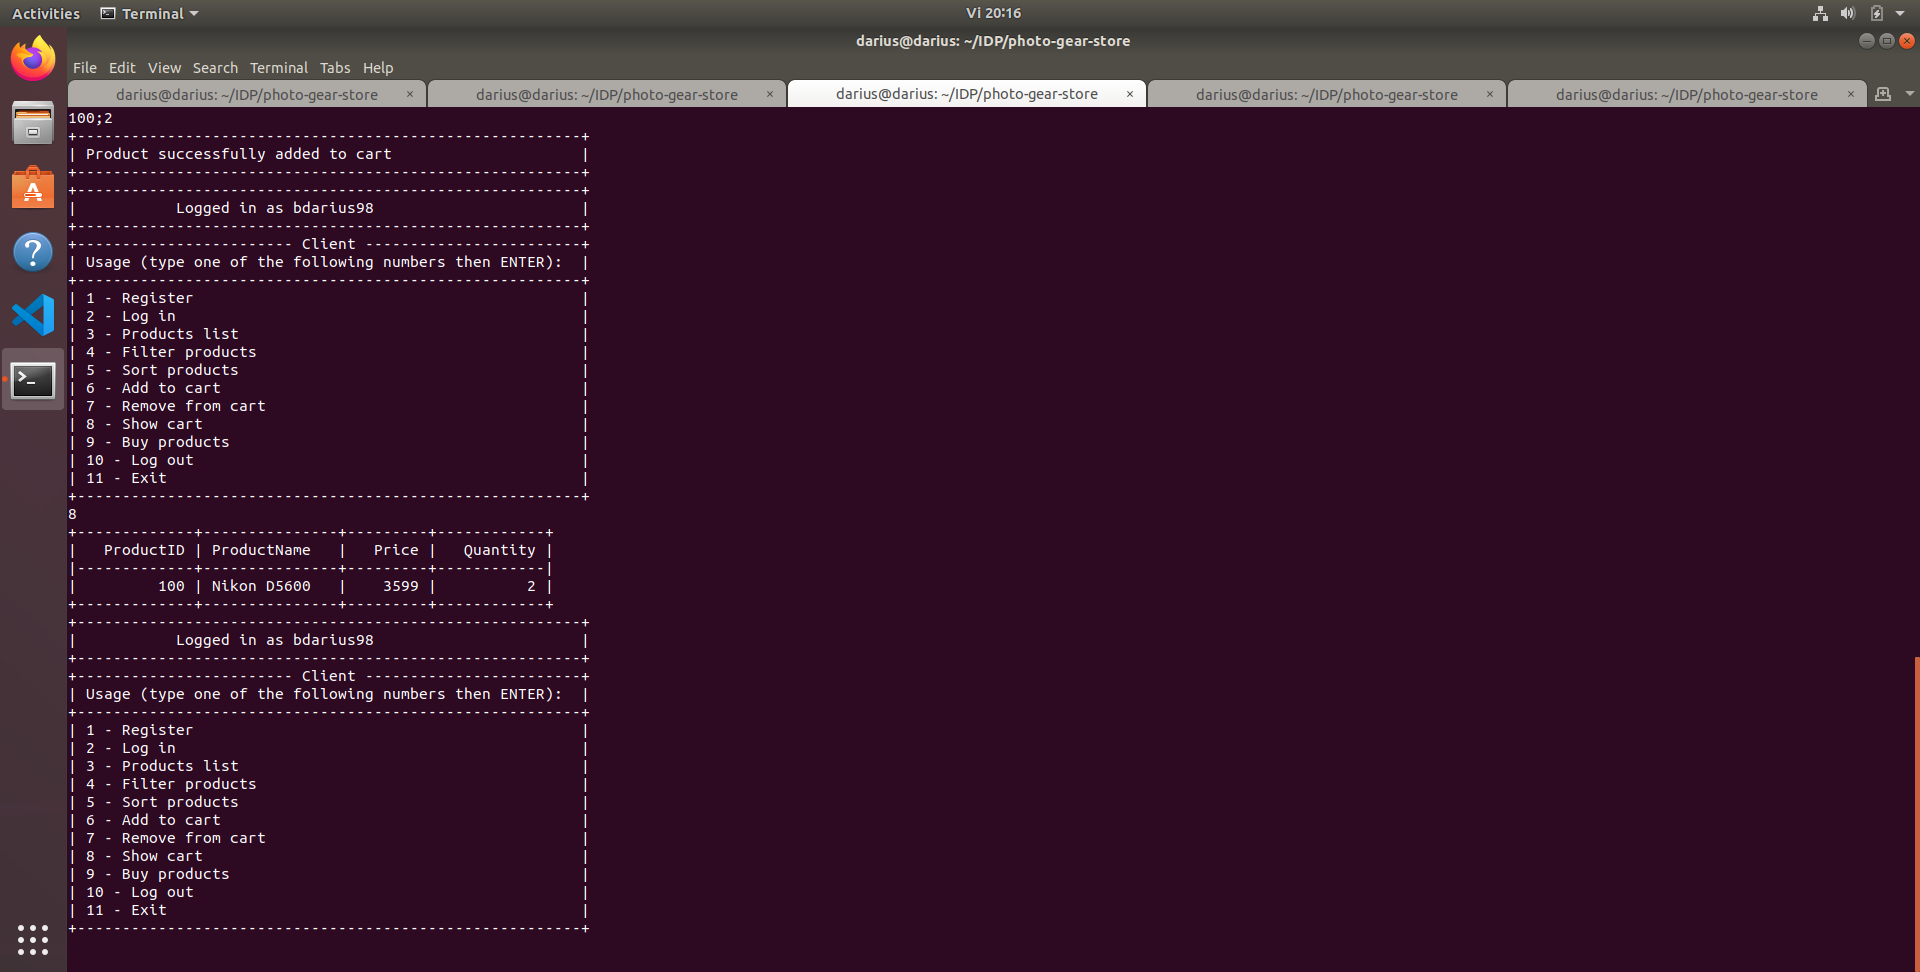 Activities Terminal Vi 20:16
darius@darius: ~/IDP/photo-gear-store
File Edit View Search Terminal Tabs Help
darius@darius: ~/IDP/photo-gear-store × darius@darius: ~/IDP/photo-gear-store × darius@darius: ~/IDP/photo-gear-store × darius@darius: ~/IDP/photo-gear-store × darius@darius: ~/IDP/photo-gear-store ×
100;2
+--------------------------------------------------------+
| Product successfully added to cart                     |
+--------------------------------------------------------+
+--------------------------------------------------------+
|           Logged in as bdarius98                       |
+--------------------------------------------------------+
+------------------------ Client ------------------------+
| Usage (type one of the following numbers then ENTER):  |
+--------------------------------------------------------+
| 1 - Register                                           |
| 2 - Log in                                             |
| 3 - Products list                                      |
| 4 - Filter products                                    |
| 5 - Sort products                                      |
| 6 - Add to cart                                        |
| 7 - Remove from cart                                   |
| 8 - Show cart                                          |
| 9 - Buy products                                       |
| 10 - Log out                                           |
| 11 - Exit                                              |
+--------------------------------------------------------+
8
+-------------+---------------+---------+------------+
|   ProductID | ProductName   |   Price |   Quantity |
|-------------+---------------+---------+------------|
|         100 | Nikon D5600   |    3599 |          2 |
+-------------+---------------+---------+------------+
+--------------------------------------------------------+
|           Logged in as bdarius98                       |
+--------------------------------------------------------+
+------------------------ Client ------------------------+
| Usage (type one of the following numbers then ENTER):  |
+--------------------------------------------------------+
| 1 - Register                                           |
| 2 - Log in                                             |
| 3 - Products list                                      |
| 4 - Filter products                                    |
| 5 - Sort products                                      |
| 6 - Add to cart                                        |
| 7 - Remove from cart                                   |
| 8 - Show cart                                          |
| 9 - Buy products                                       |
| 10 - Log out                                           |
| 11 - Exit                                              |
+--------------------------------------------------------+